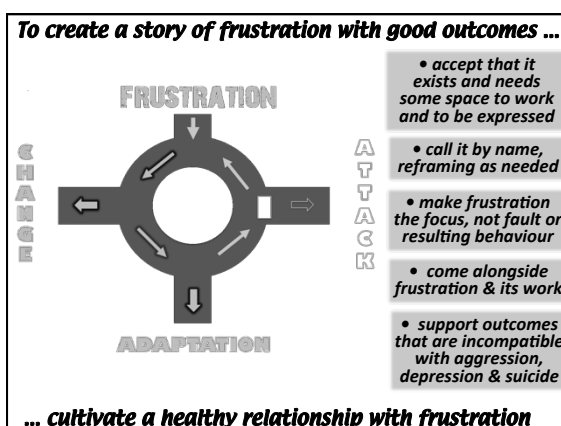 To create a story of frustration with good outcomes ...
FRUSTRATION
CHANGE
ATTACK
ADAPTATION
• accept that it
exists and needs
some space to work
and to be expressed
• call it by name,
reframing as needed
• make frustration
the focus, not fault or
resulting behaviour
• come alongside
frustration & its work
• support outcomes
that are incompatible
with aggression,
depression & suicide
... cultivate a healthy relationship with frustration